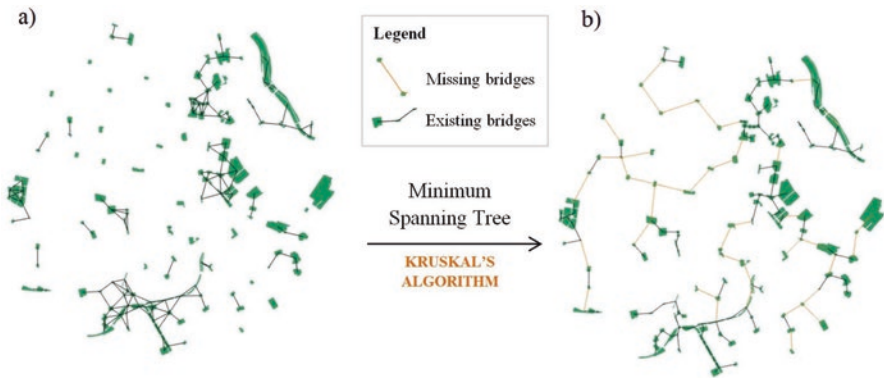 a)
b)
Legend
Missing bridges
Existing bridges
Minimum
Spanning Tree
KRUSKAL'S
ALGORITHM